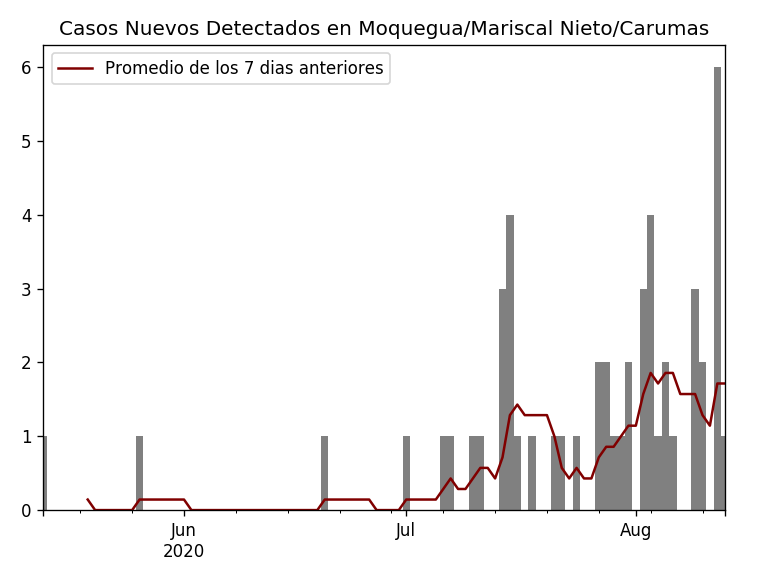 Casos Nuevos Detectados en Moquegua/Mariscal Nieto/Carumas
Promedio de los 7 dias anteriores
6
5
4
3
2
1
0
Jun
2020
Jul
Aug